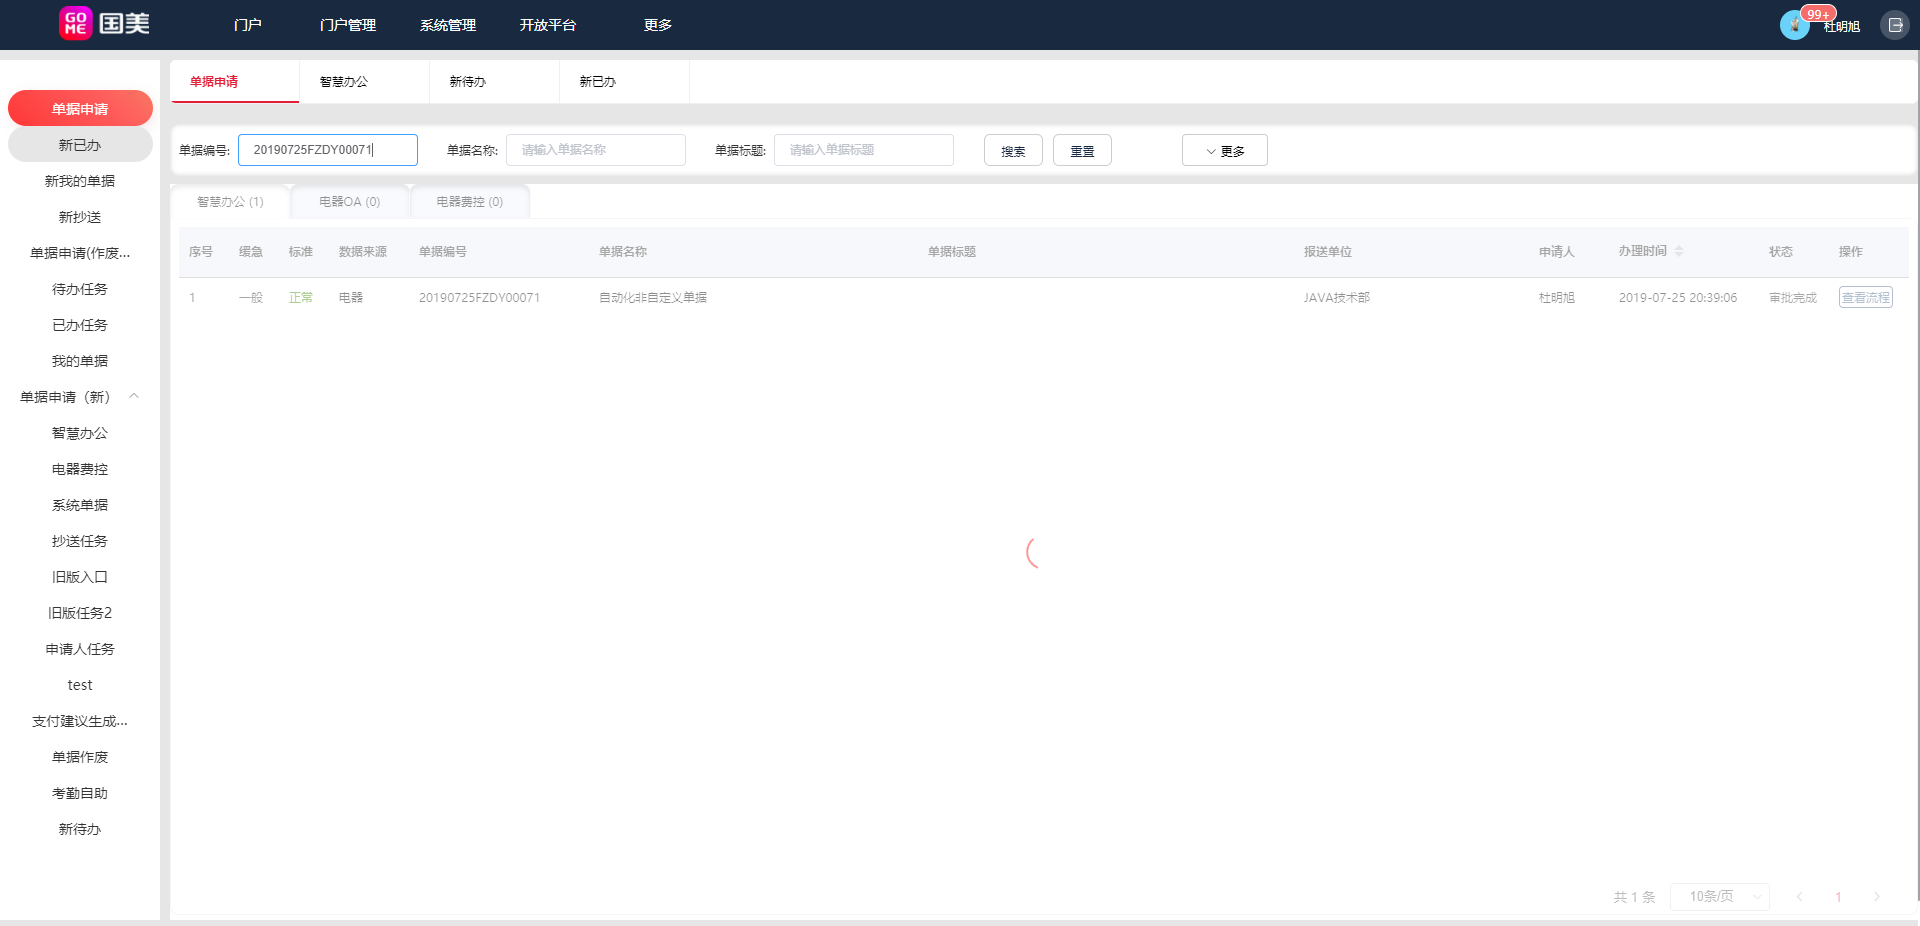 GOME 国美 门户 门户管理 系统管理 开放平台 更多 99+ 杜明旭
单据申请 智慧办公 新待办 新已办
单据申请
新已办
新我的单据
新抄送
单据申请(作废...
待办任务
已办任务
我的单据
单据申请（新）
智慧办公
电器费控
系统单据
抄送任务
旧版入口
旧版任务2
申请人任务
test
支付建议生成...
单据作废
考勤自助
新待办
单据编号: 20190725FZDY00071 单据名称: 请输入单据名称 单据标题: 请输入单据标题 搜索 重置 更多
智慧办公 (1) 电器OA (0) 电器费控 (0)
序号 缓急 标准 数据来源 单据编号 单据名称 单据标题 报送单位 申请人 办理时间 状态 操作
1 一般 正常 电器 20190725FZDY00071 自动化非自定义单据 JAVA技术部 杜明旭 2019-07-25 20:39:06 审批完成 查看流程
共 1 条 10条/页 1